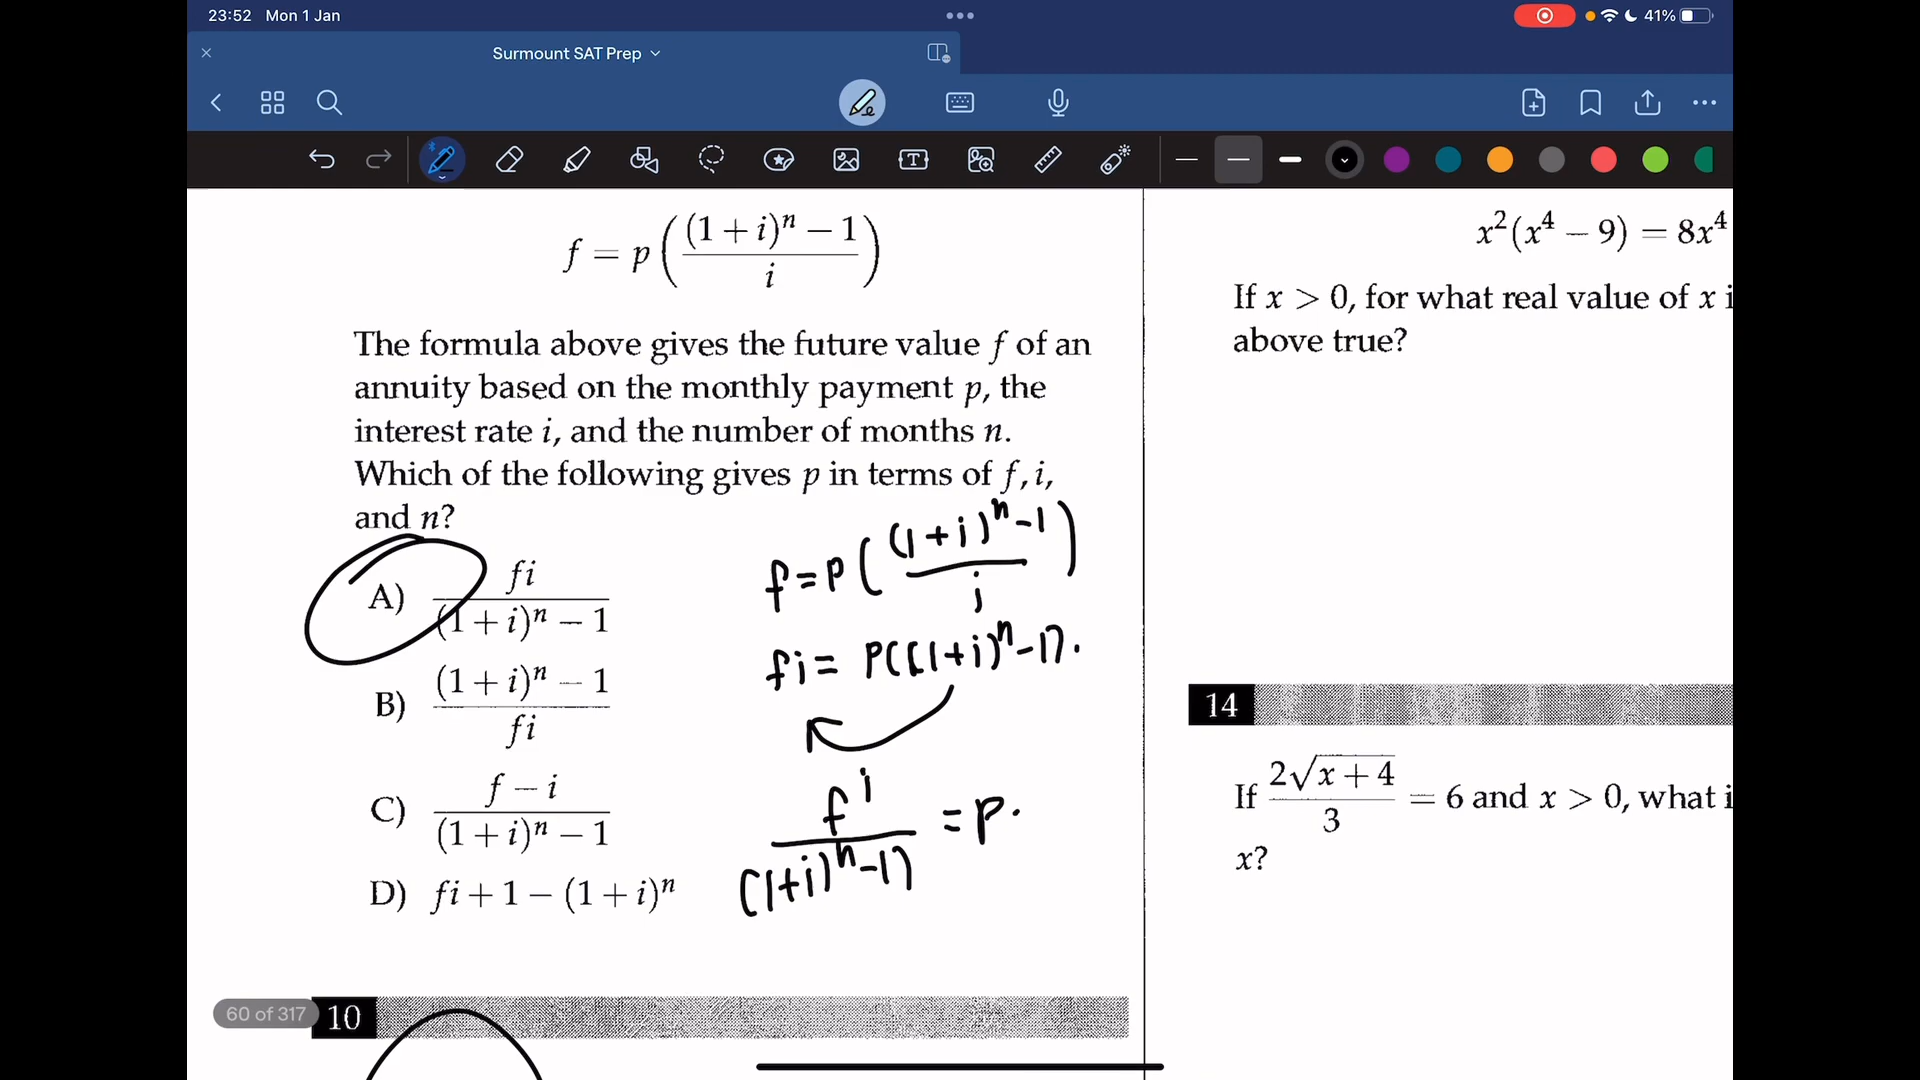 23:52 Mon 1 Jan
41%
Surmount SAT Prep
f = p ( ((1 + i)^n − 1) / i )
The formula above gives the future value f of an
annuity based on the monthly payment p, the
interest rate i, and the number of months n.
Which of the following gives p in terms of f, i,
and n?
A) fi / ((1 + i)^n − 1)
B) ((1 + i)^n − 1) / fi
C) (f − i) / ((1 + i)^n − 1)
D) fi + 1 − (1 + i)^n
f = p ( ((1+i)^n -1) / i )
fi = P(((1+i)^n -1).
fi / ((1+i)^n -1) = P.
60 of 317
10
x^2(x^4 − 9) = 8x^4
If x > 0, for what real value of x i
above true?
14
If 2√(x + 4) / 3 = 6 and x > 0, what i
x?